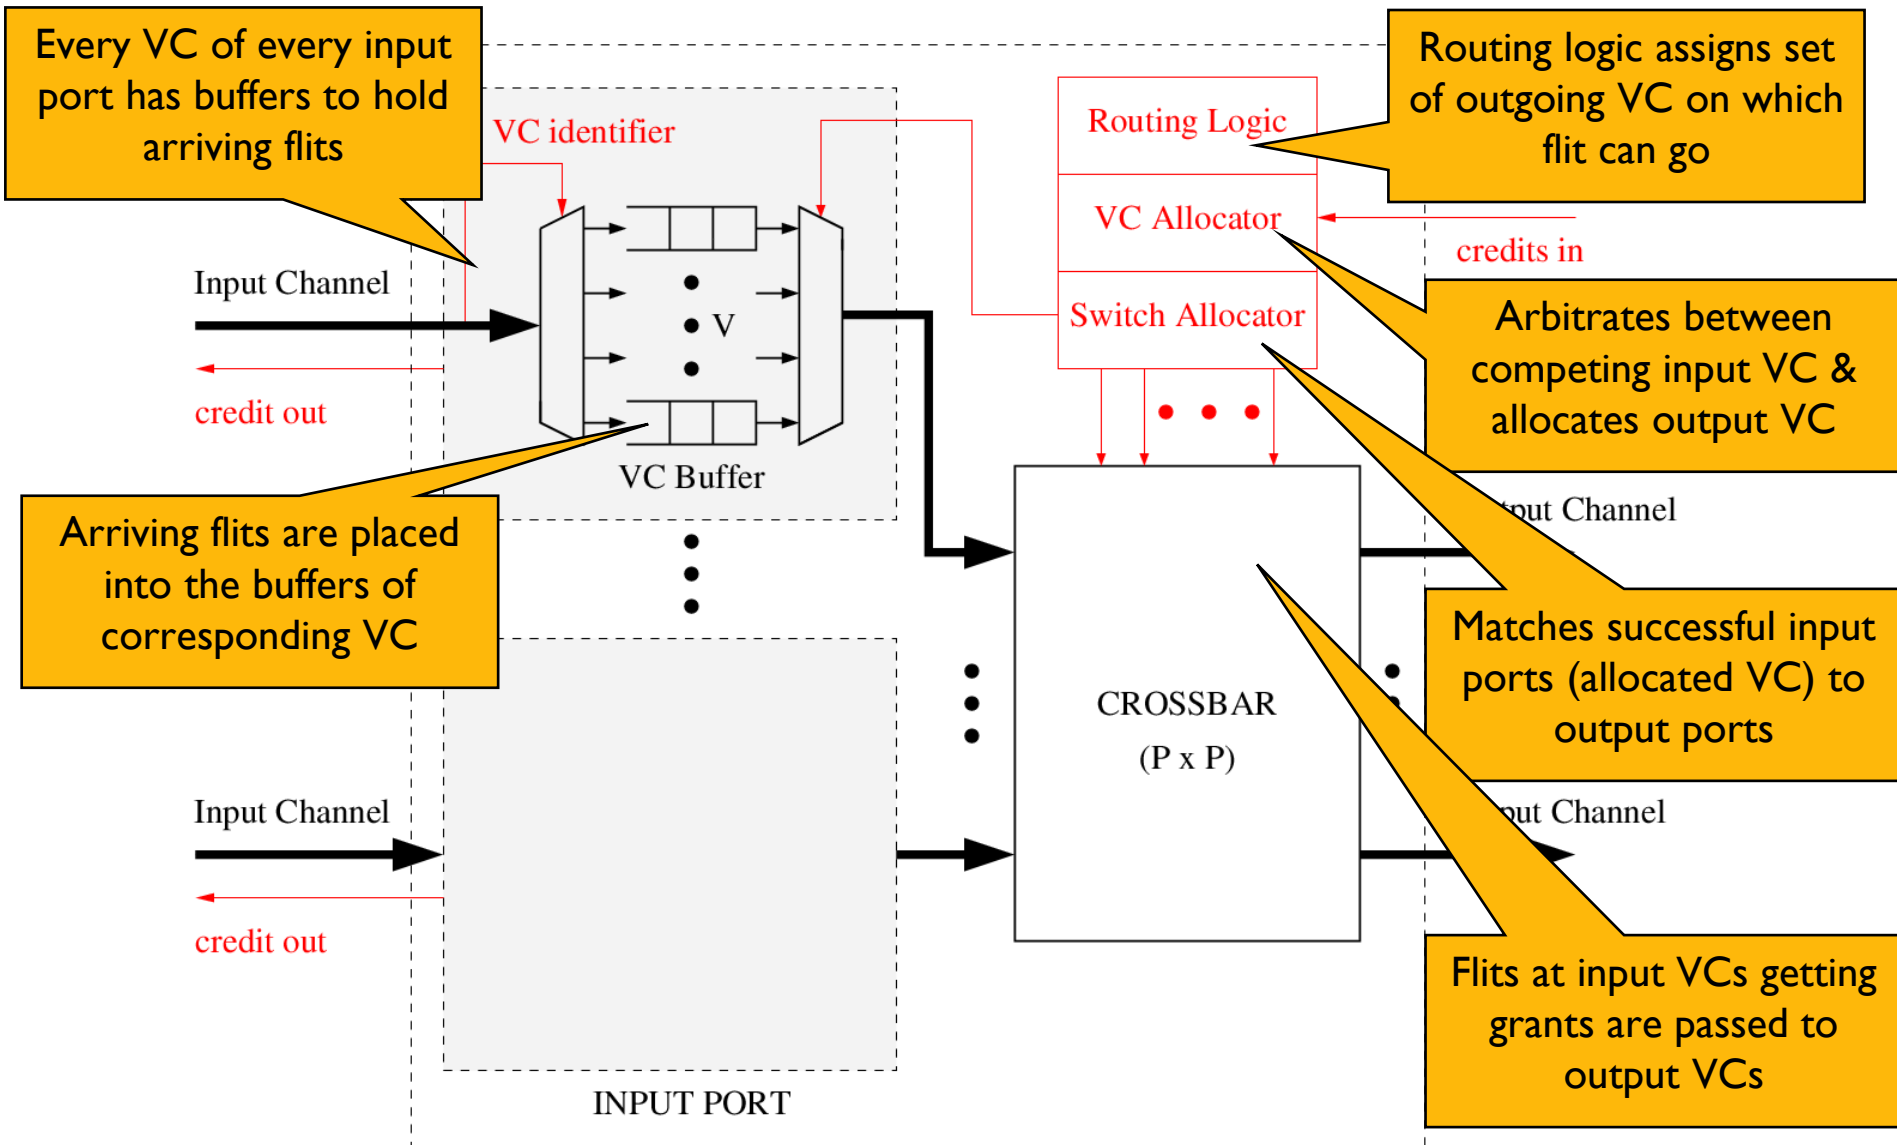 Every VC of every input
port has buffers to hold
arriving flits
Routing logic assigns set
of outgoing VC on which
flit can go
VC identifier
Routing Logic
VC Allocator
credits in
Input Channel
Switch Allocator
V
Arbitrates between
competing input VC &
allocates output VC
credit out
VC Buffer
Channel
Arriving flits are placed
into the buffers of
corresponding VC
Matches successful input
ports (allocated VC) to
output ports
CROSSBAR
(P x P)
Input Channel
Channel
credit out
Flits at input VCs getting
grants are passed to
output VCs
INPUT PORT